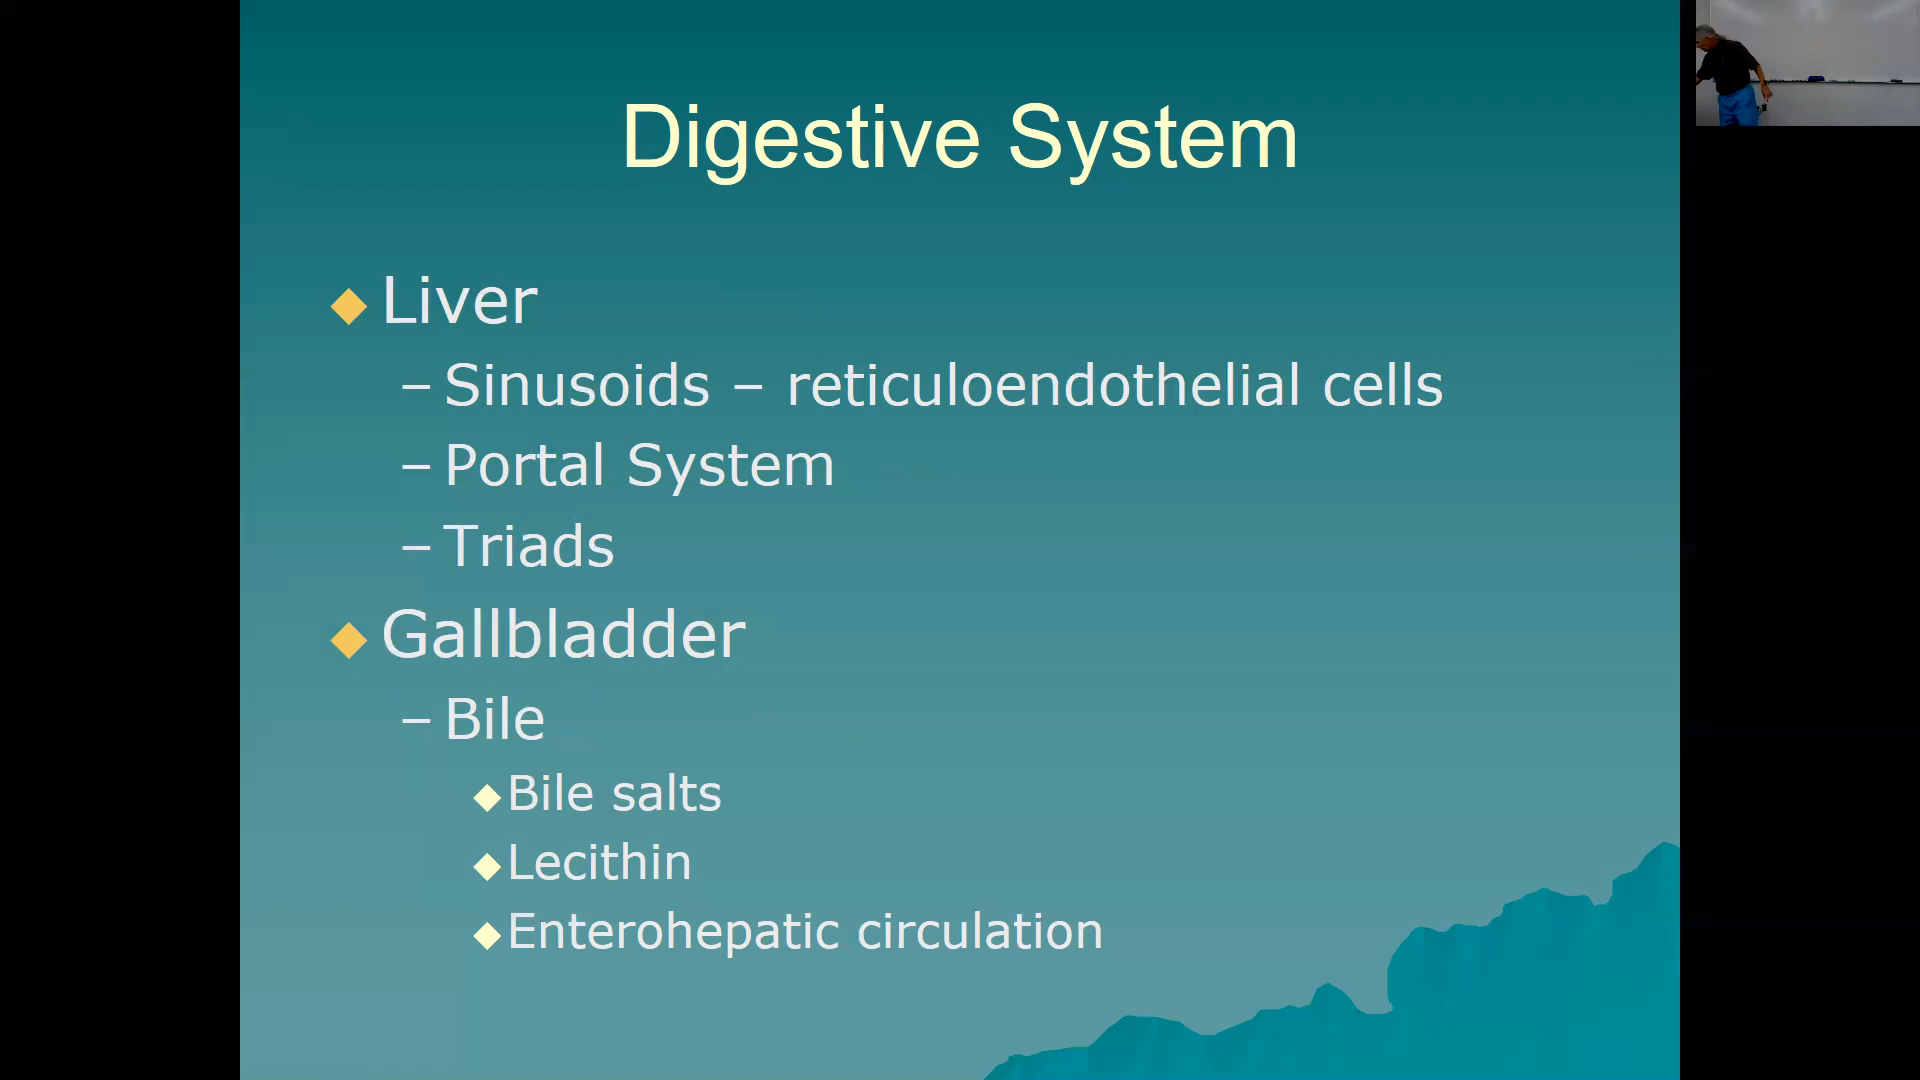 Digestive System
Liver
– Sinusoids – reticuloendothelial cells
– Portal System
– Triads
Gallbladder
– Bile
Bile salts
Lecithin
Enterohepatic circulation